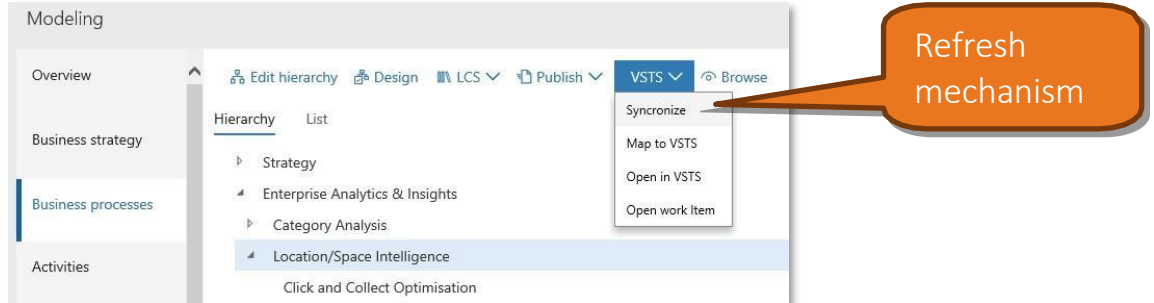 Modeling
Overview
Edit hierarchy Design LCS Publish VSTS Browse
Hierarchy List
Business strategy
Business processes
Activities
Strategy
Enterprise Analytics & Insights
Category Analysis
Location/Space Intelligence
Click and Collect Optimisation
Syncronize
Map to VSTS
Open in VSTS
Open work Item
Refresh
mechanism